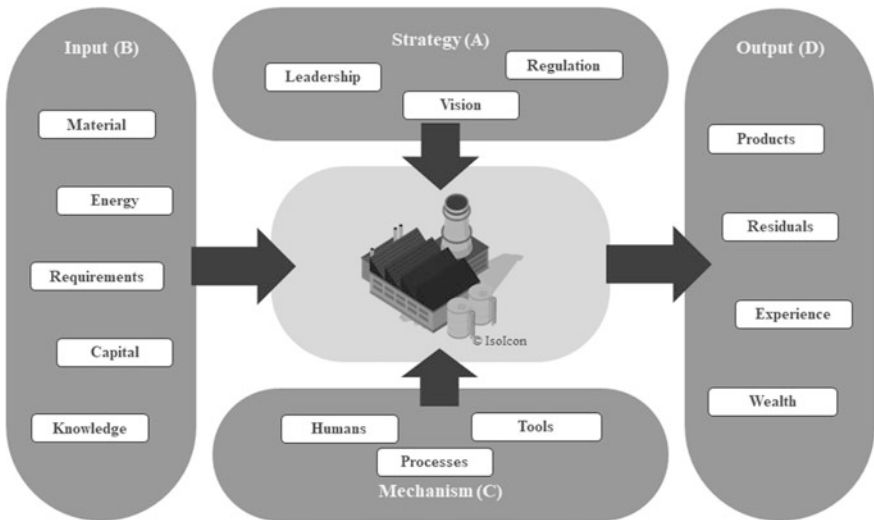 Input (B)
Material
Energy
Requirements
Capital
Knowledge
Strategy (A)
Leadership
Regulation
Vision
© IsoIcon
Humans
Tools
Processes
Mechanism (C)
Output (D)
Products
Residuals
Experience
Wealth